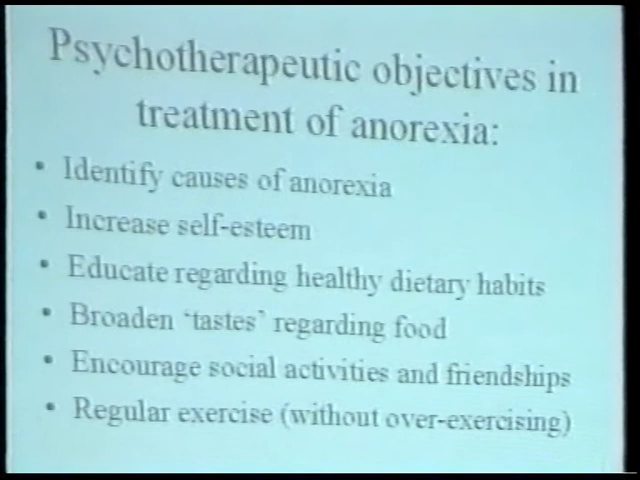 Psychotherapeutic objectives in
treatment of anorexia:
• Identify causes of anorexia
• Increase self-esteem
• Educate regarding healthy dietary habits
• Broaden ‘tastes’ regarding food
• Encourage social activities and friendships
• Regular exercise (without over-exercising)